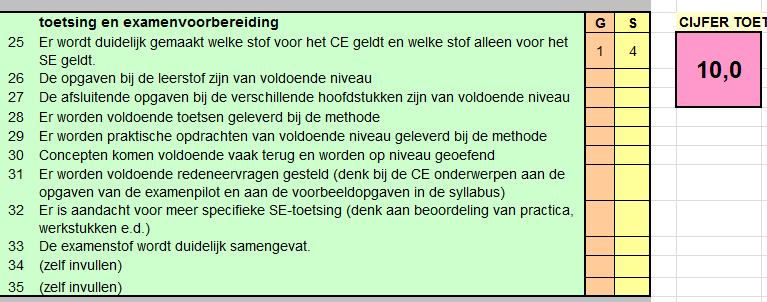 toetsing en examenvoorbereiding G S CIJFER TOET
25 Er wordt duidelijk gemaakt welke stof voor het CE geldt en welke stof alleen voor het
SE geldt. 1 4
10,0
26 De opgaven bij de leerstof zijn van voldoende niveau
27 De afsluitende opgaven bij de verschillende hoofdstukken zijn van voldoende niveau
28 Er worden voldoende toetsen geleverd bij de methode
29 Er worden praktische opdrachten van voldoende niveau geleverd bij de methode
30 Concepten komen voldoende vaak terug en worden op niveau geoefend
31 Er worden voldoende redeneervragen gesteld (denk bij de CE onderwerpen aan de
opgaven van de examenpilot en aan de voorbeeldopgaven in de syllabus)
32 Er is aandacht voor meer specifieke SE-toetsing (denk aan beoordeling van practica,
werkstukken e.d.)
33 De examenstof wordt duidelijk samengevat.
34 (zelf invullen)
35 (zelf invullen)